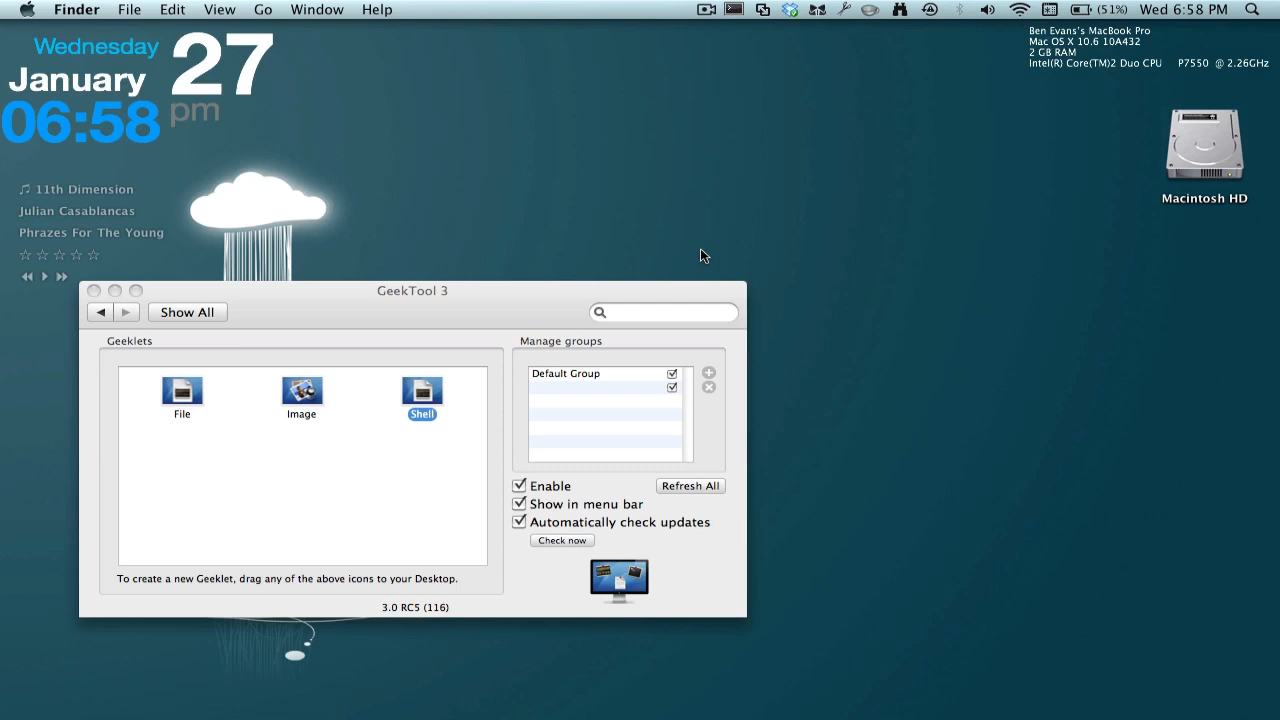 Finder File Edit View Go Window Help (51%) Wed 6:58 PM
Wednesday
January
27
06:58
pm
Ben Evans's MacBook Pro
Mac OS X 10.6 10A432
2 GB RAM
Intel(R) Core(TM)2 Duo CPU P7550 @ 2.26GHz
Macintosh HD
♫ 11th Dimension
Julian Casablancas
Phrazes For The Young
☆☆☆☆☆
GeekTool 3
Show All
Geeklets
File Image Shell
To create a new Geeklet, drag any of the above icons to your Desktop.
Manage groups
Default Group
Enable
Refresh All
Show in menu bar
Automatically check updates
Check now
3.0 RC5 (116)